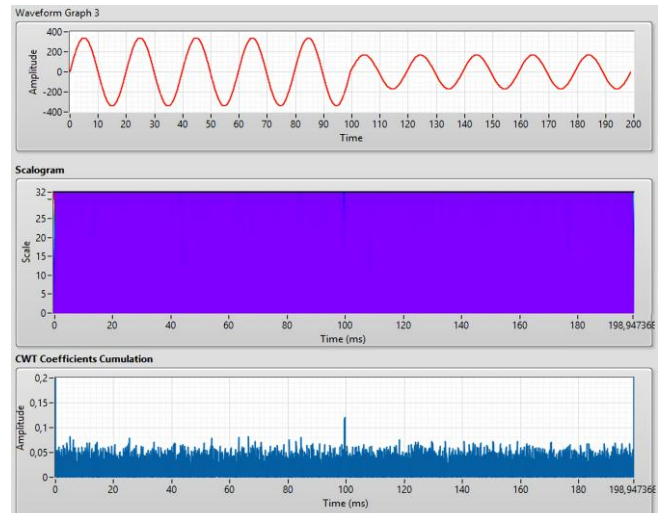 Waveform Graph 3
400
200
0
-200
-400
Amplitude
0 10 20 30 40 50 60 70 80 90 100 110 120 130 140 150 160 170 180 190 200
Time
Scalogram
32
25
20
15
10
5
0
Scale
0 20 40 60 80 100 120 140 160 180 198,947368
Time (ms)
CWT Coefficients Cumulation
0,2
0,15
0,1
0,05
0
Amplitude
0 20 40 60 80 100 120 140 160 180 198,947368
Time (ms)